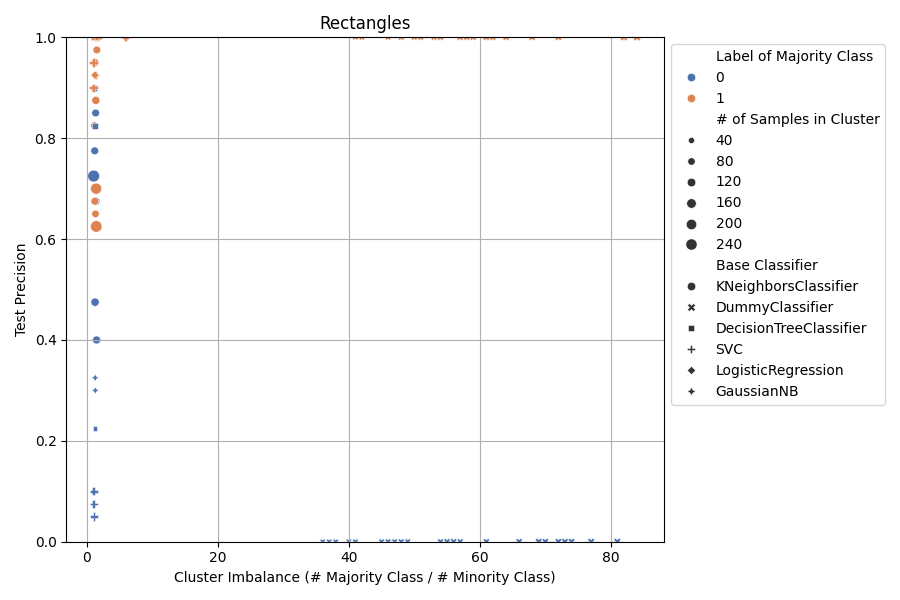 Rectangles
1.0
0.8
0.6
0.4
0.2
0.0
Test Precision
0
20
40
60
80
Cluster Imbalance (# Majority Class / # Minority Class)
Label of Majority Class
0
1
# of Samples in Cluster
40
80
120
160
200
240
Base Classifier
KNeighborsClassifier
DummyClassifier
DecisionTreeClassifier
SVC
LogisticRegression
GaussianNB